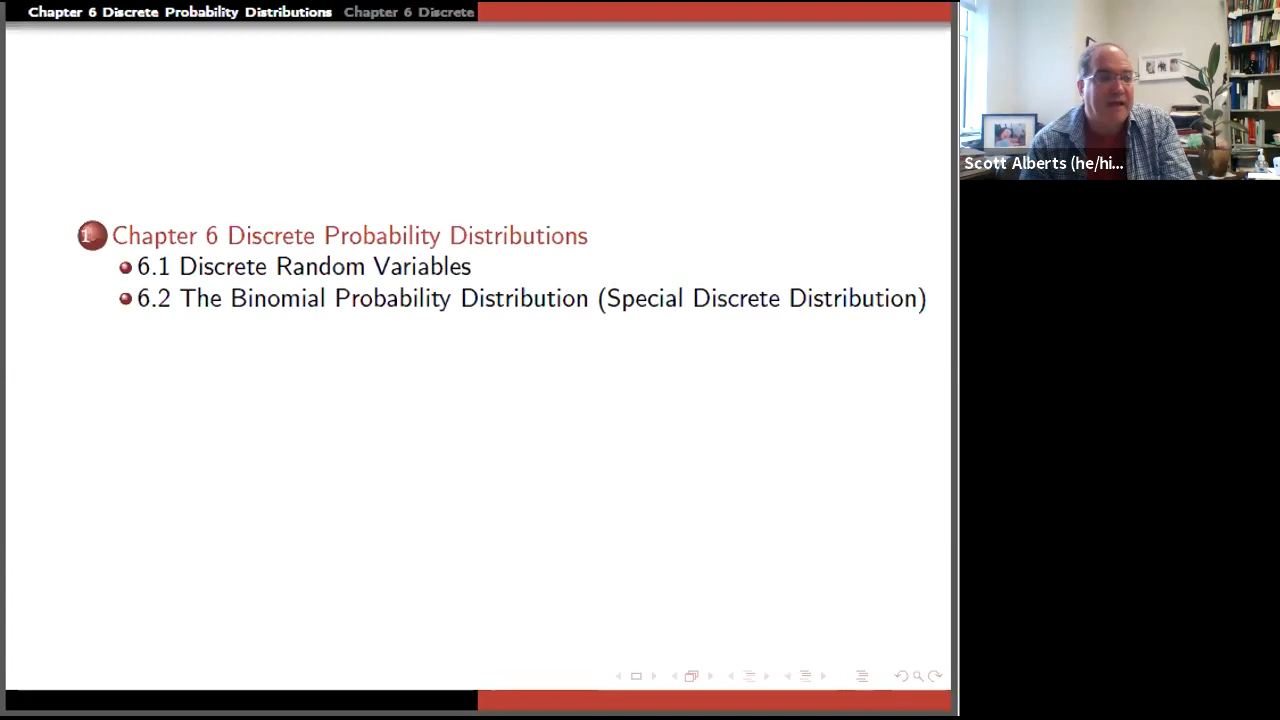 Chapter 6 Discrete Probability Distributions Chapter 6 Discrete
1 Chapter 6 Discrete Probability Distributions
6.1 Discrete Random Variables
6.2 The Binomial Probability Distribution (Special Discrete Distribution)
Scott Alberts (he/hi...